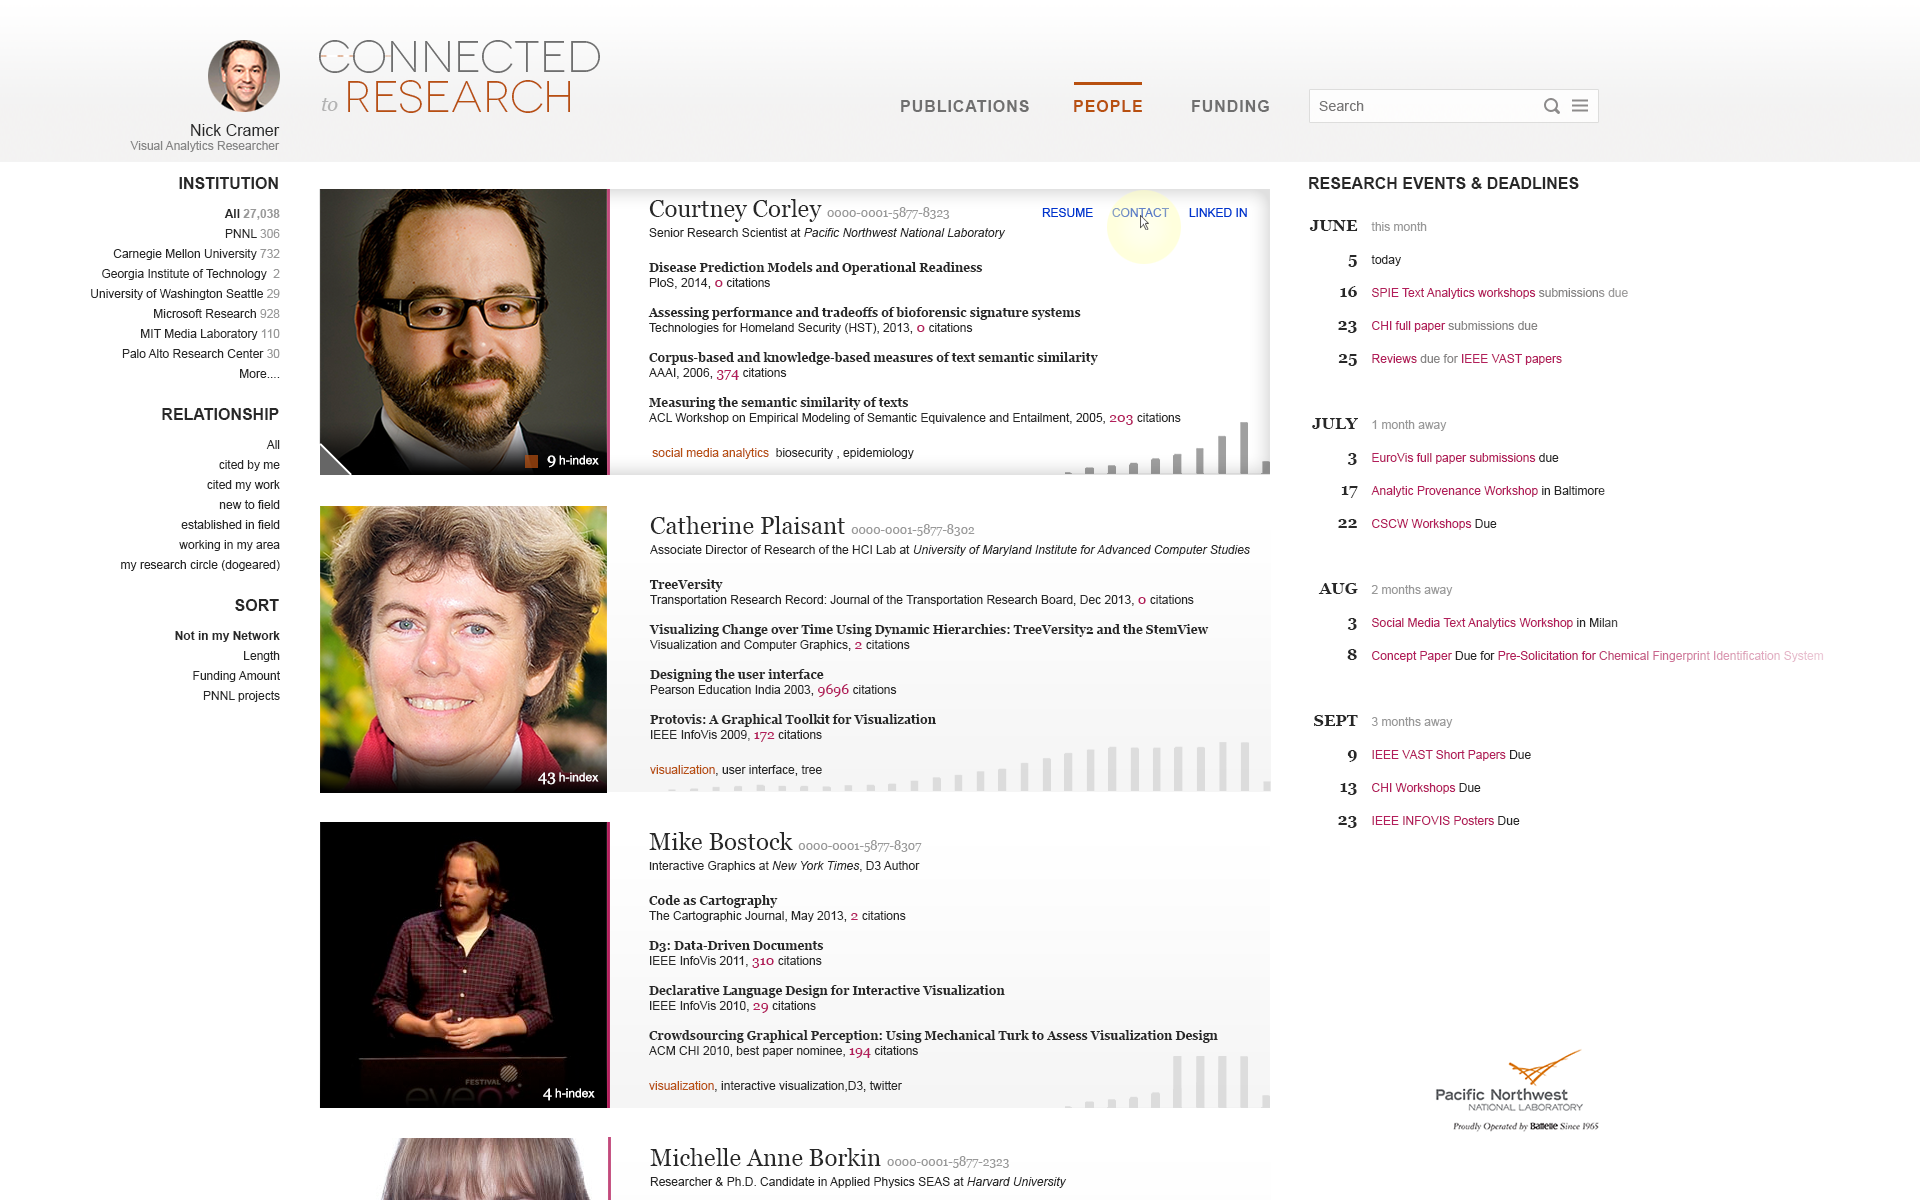 CONNECTED
to RESEARCH
Nick Cramer
Visual Analytics Researcher
PUBLICATIONS
PEOPLE
FUNDING
Search
INSTITUTION
All 27,038
PNNL 306
Carnegie Mellon University 732
Georgia Institute of Technology 2
University of Washington Seattle 29
Microsoft Research 928
MIT Media Laboratory 110
Palo Alto Research Center 30
More....
RELATIONSHIP
All
cited by me
cited my work
new to field
established in field
working in my area
my research circle (dogeared)
SORT
Not in my Network
Length
Funding Amount
PNNL projects
9 h-index
Courtney Corley 0000-0001-5877-8323
RESUME CONTACT LINKED IN
Senior Research Scientist at Pacific Northwest National Laboratory
Disease Prediction Models and Operational Readiness
PloS, 2014, 0 citations
Assessing performance and tradeoffs of bioforensic signature systems
Technologies for Homeland Security (HST), 2013, 0 citations
Corpus-based and knowledge-based measures of text semantic similarity
AAAI, 2006, 374 citations
Measuring the semantic similarity of texts
ACL Workshop on Empirical Modeling of Semantic Equivalence and Entailment, 2005, 203 citations
social media analytics biosecurity , epidemiology
43 h-index
Catherine Plaisant 0000-0001-5877-8302
Associate Director of Research of the HCI Lab at University of Maryland Institute for Advanced Computer Studies
TreeVersity
Transportation Research Record: Journal of the Transportation Research Board, Dec 2013, 0 citations
Visualizing Change over Time Using Dynamic Hierarchies: TreeVersity2 and the StemView
Visualization and Computer Graphics, 2 citations
Designing the user interface
Pearson Education India 2003, 9696 citations
Protovis: A Graphical Toolkit for Visualization
IEEE InfoVis 2009, 172 citations
visualization, user interface, tree
FESTIVAL
4 h-index
Mike Bostock 0000-0001-5877-8307
Interactive Graphics at New York Times, D3 Author
Code as Cartography
The Cartographic Journal, May 2013, 2 citations
D3: Data-Driven Documents
IEEE InfoVis 2011, 310 citations
Declarative Language Design for Interactive Visualization
IEEE InfoVis 2010, 29 citations
Crowdsourcing Graphical Perception: Using Mechanical Turk to Assess Visualization Design
ACM CHI 2010, best paper nominee, 194 citations
visualization, interactive visualization,D3, twitter
Michelle Anne Borkin 0000-0001-5877-2323
Researcher & Ph.D. Candidate in Applied Physics SEAS at Harvard University
RESEARCH EVENTS & DEADLINES
JUNE this month
5 today
16 SPIE Text Analytics workshops submissions due
23 CHI full paper submissions due
25 Reviews due for IEEE VAST papers
JULY 1 month away
3 EuroVis full paper submissions due
17 Analytic Provenance Workshop in Baltimore
22 CSCW Workshops Due
AUG 2 months away
3 Social Media Text Analytics Workshop in Milan
8 Concept Paper Due for Pre-Solicitation for Chemical Fingerprint Identification System
SEPT 3 months away
9 IEEE VAST Short Papers Due
13 CHI Workshops Due
23 IEEE INFOVIS Posters Due
Pacific Northwest
NATIONAL LABORATORY
Proudly Operated by Battelle Since 1965